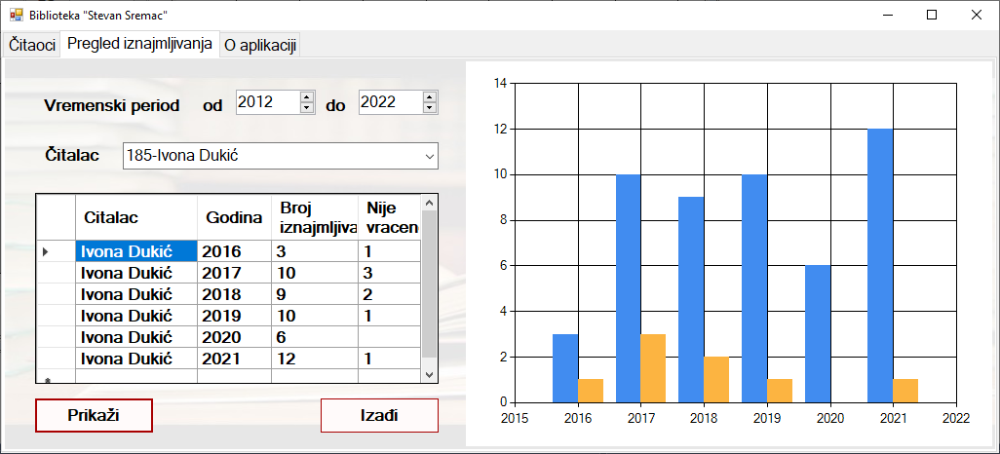 Biblioteka "Stevan Sremac"
Čitaoci Pregled iznajmljivanja O aplikaciji
Vremenski period od 2012 do 2022
Čitalac 185-Ivona Dukić
Citalac Godina Broj iznajmljiva Nije vracen
Ivona Dukić 2016 3 1
Ivona Dukić 2017 10 3
Ivona Dukić 2018 9 2
Ivona Dukić 2019 10 1
Ivona Dukić 2020 6
Ivona Dukić 2021 12 1
Prikaži Izađi
14
12
10
8
6
4
2
0
2015 2016 2017 2018 2019 2020 2021 2022